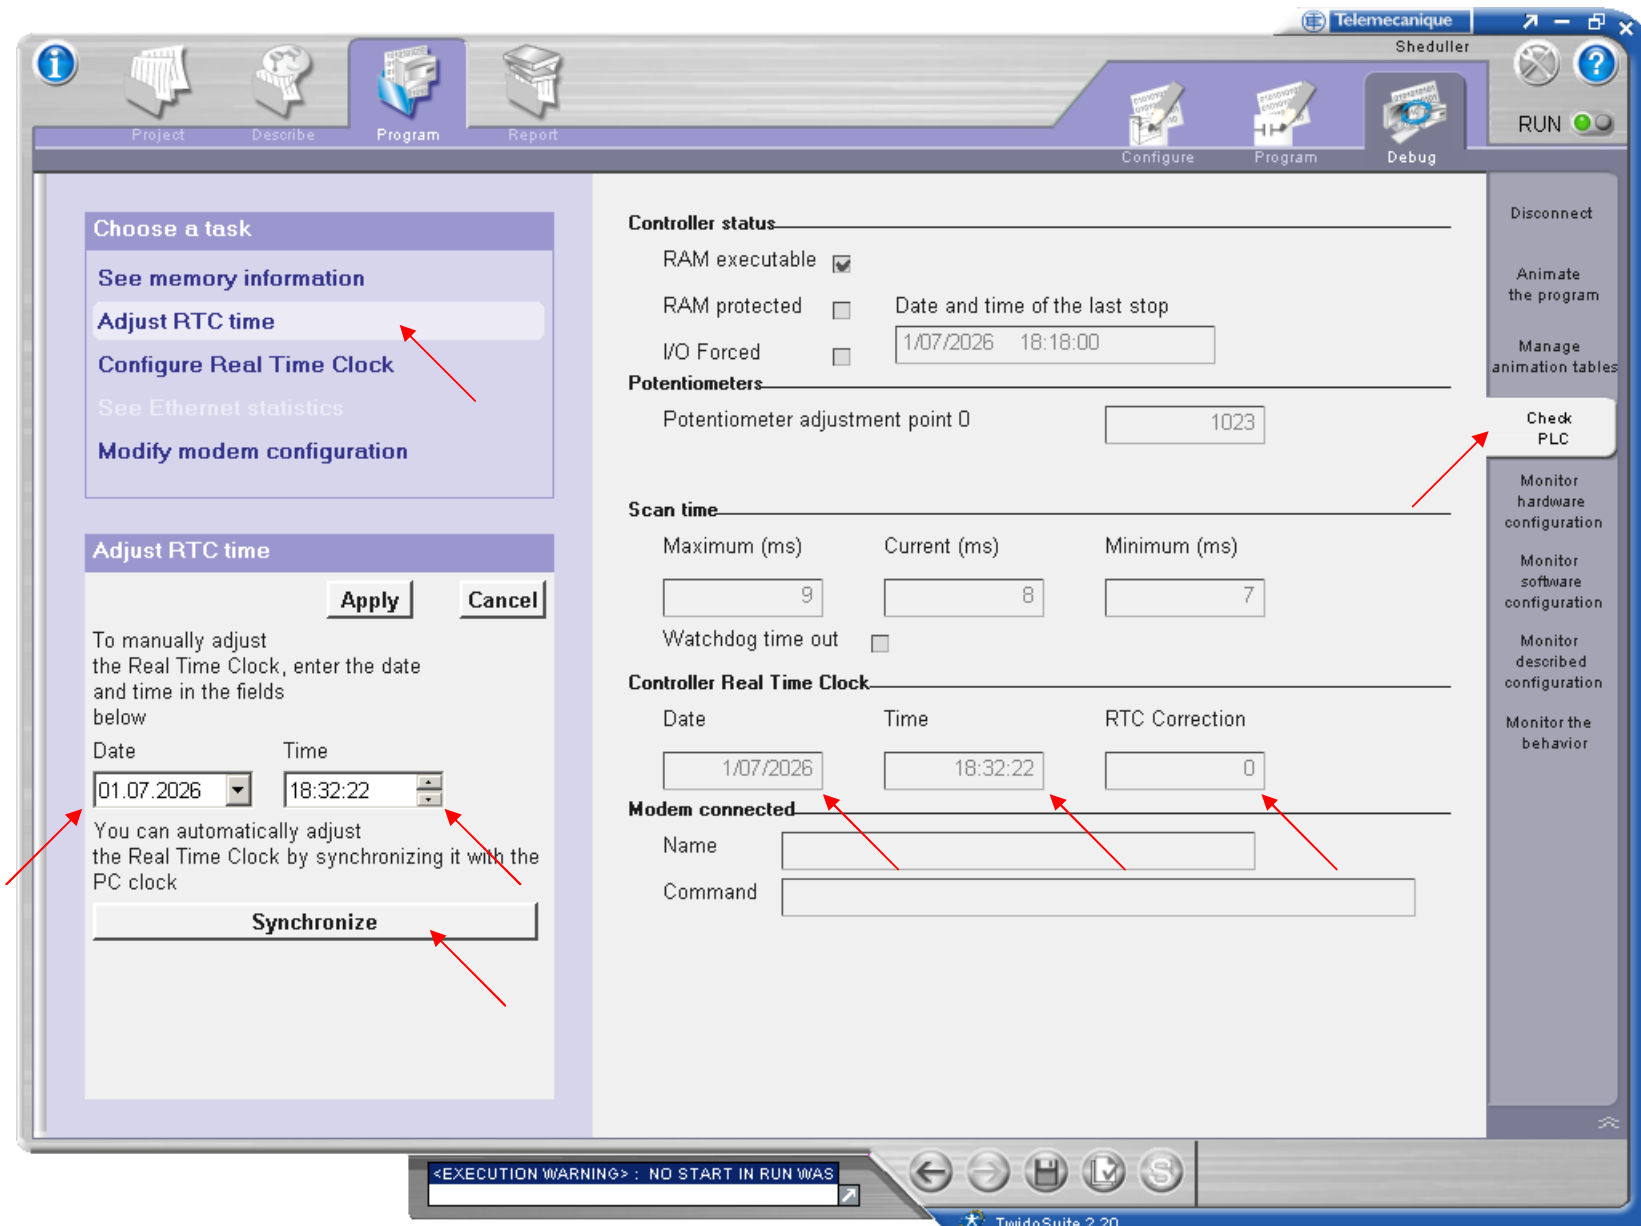 Telemecanique
Sheduller
Project
Describe
Program
Report
Configure
Program
Debug
RUN
Choose a task
See memory information
Adjust RTC time
Configure Real Time Clock
See Ethernet statistics
Modify modem configuration
Adjust RTC time
Apply
Cancel
To manually adjust
the Real Time Clock, enter the date
and time in the fields
below
Date
Time
01.07.2026
18:32:22
You can automatically adjust
the Real Time Clock by synchronizing it with the
PC clock
Synchronize
Controller status
RAM executable
RAM protected
Date and time of the last stop
I/O Forced
1/07/2026 18:18:00
Potentiometers
Potentiometer adjustment point 0
1023
Scan time
Maximum (ms)
Current (ms)
Minimum (ms)
9
8
7
Watchdog time out
Controller Real Time Clock
Date
Time
RTC Correction
1/07/2026
18:32:22
0
Modem connected
Name
Command
Disconnect
Animate
the program
Manage
animation tables
Check
PLC
Monitor
hardware
configuration
Monitor
software
configuration
Monitor
described
configuration
Monitor the
behavior
<EXECUTION WARNING> : NO START IN RUN WAS
TwidoSuite 2.20